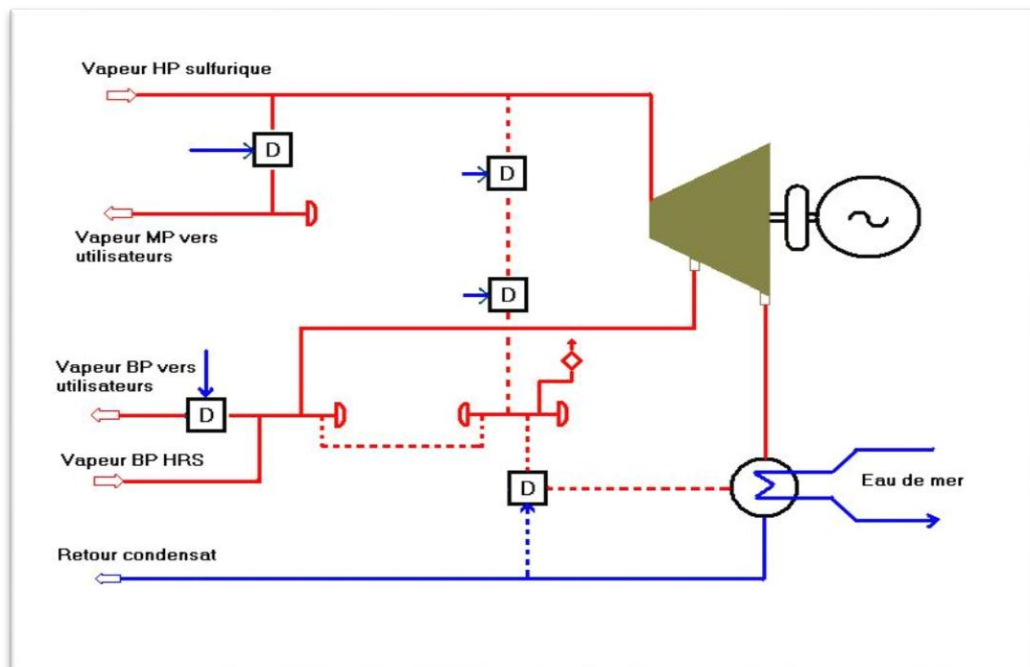 Vapeur HP sulfurique
D
D
Vapeur MP vers
utilisateurs
D
Vapeur BP vers
utilisateurs
D
Vapeur BP HRS
D
Eau de mer
Retour condensat